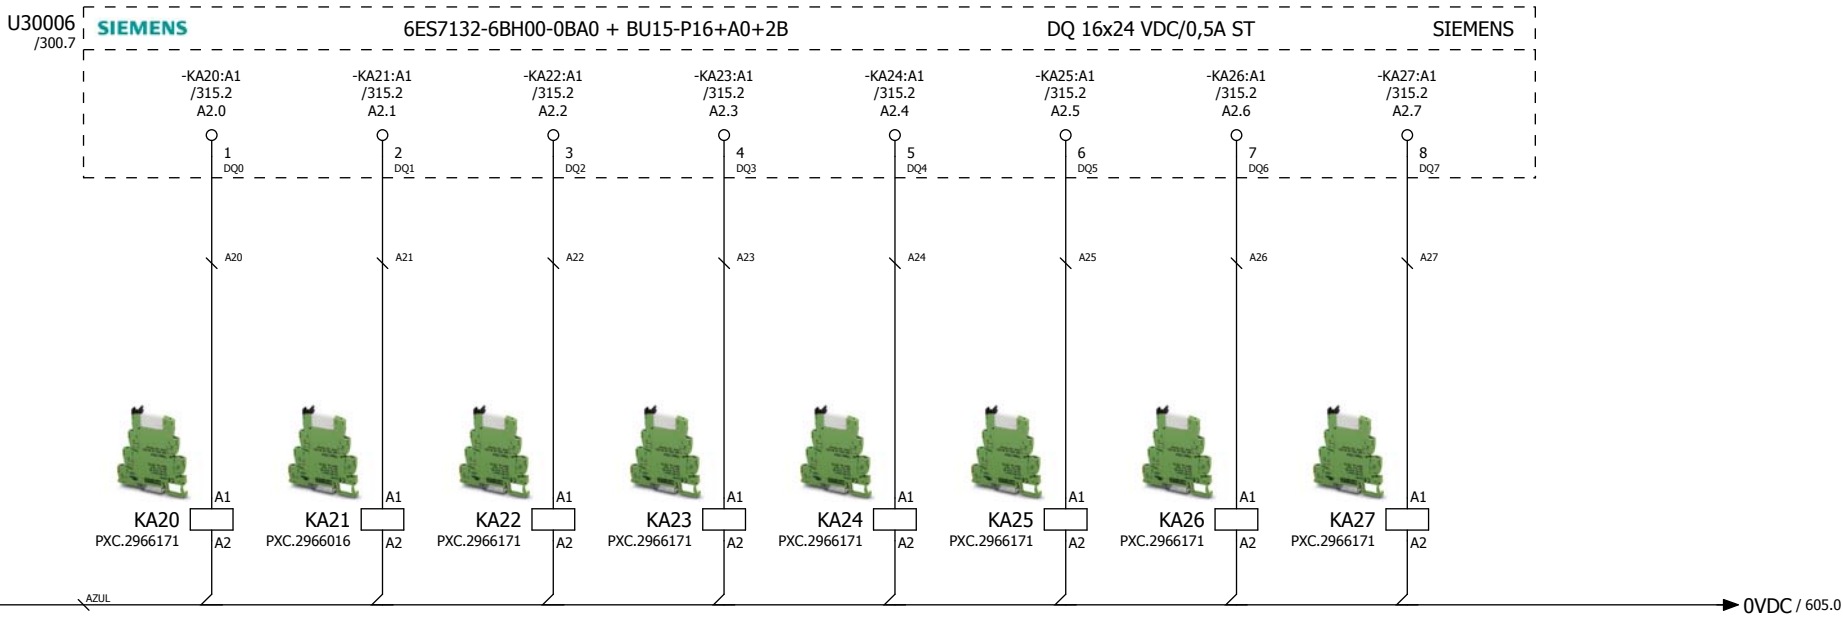 U30006
/300.7
SIEMENS 6ES7132-6BH00-0BA0 + BU15-P16+A0+2B DQ 16x24 VDC/0,5A ST SIEMENS
-KA20:A1 -KA21:A1 -KA22:A1 -KA23:A1 -KA24:A1 -KA25:A1 -KA26:A1 -KA27:A1
/315.2 /315.2 /315.2 /315.2 /315.2 /315.2 /315.2 /315.2
A2.0 A2.1 A2.2 A2.3 A2.4 A2.5 A2.6 A2.7
1 2 3 4 5 6 7 8
DQ0 DQ1 DQ2 DQ3 DQ4 DQ5 DQ6 DQ7
A20 A21 A22 A23 A24 A25 A26 A27
A1 A1 A1 A1 A1 A1 A1 A1
KA20 KA21 KA22 KA23 KA24 KA25 KA26 KA27
PXC.2966171 A2 PXC.2966016 A2 PXC.2966171 A2 PXC.2966171 A2 PXC.2966171 A2 PXC.2966171 A2 PXC.2966171 A2 PXC.2966171 A2
AZUL
0VDC / 605.0